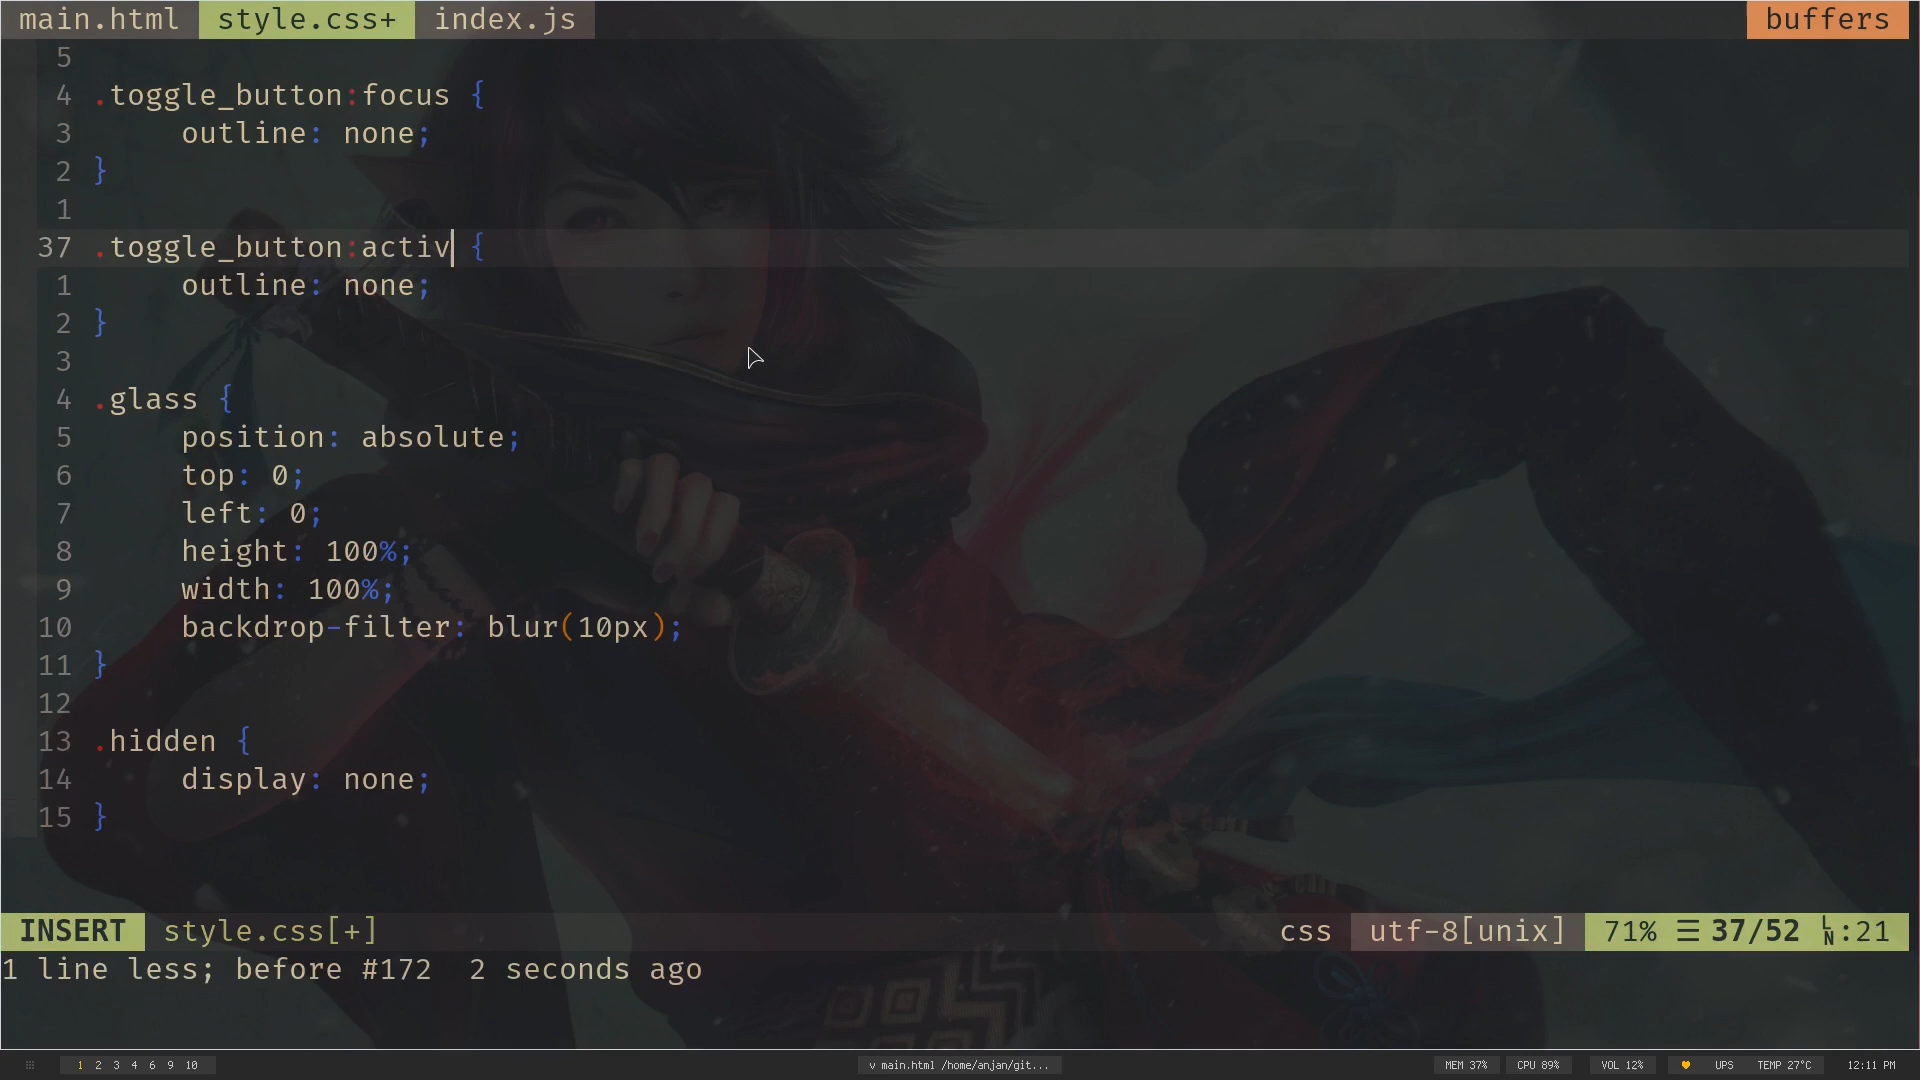 main.html style.css+ index.js buffers
5
4 .toggle_button:focus {
3 outline: none;
2 }
1
37 .toggle_button:activ {
1 outline: none;
2 }
3
4 .glass {
5 position: absolute;
6 top: 0;
7 left: 0;
8 height: 100%;
9 width: 100%;
10 backdrop-filter: blur(10px);
11 }
12
13 .hidden {
14 display: none;
15 }
INSERT style.css[+] css utf-8[unix] 71% ☰ 37/52 LN:21
1 line less; before #172 2 seconds ago
1 2 3 4 6 9 10 v main.html /home/anjan/git... MEM 37% CPU 89% VOL 12% UPS TEMP 27°C 12:11 PM